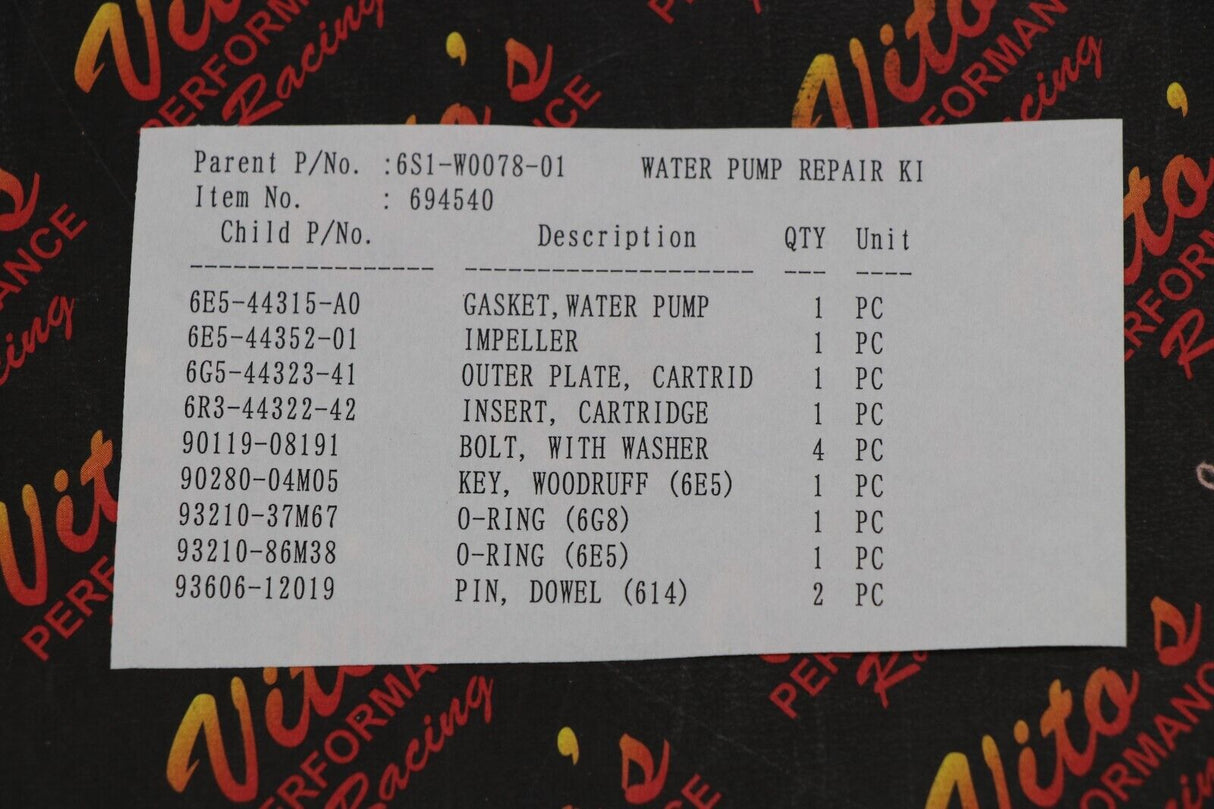 Parent P/No. :6S1-W0078-01 WATER PUMP REPAIR KI
Item No. : 694540
Child P/No. Description QTY Unit
----------------- -------------------- --- ----
6E5-44315-A0 GASKET,WATER PUMP 1 PC
6E5-44352-01 IMPELLER 1 PC
6G5-44323-41 OUTER PLATE, CARTRID 1 PC
6R3-44322-42 INSERT, CARTRIDGE 1 PC
90119-08191 BOLT, WITH WASHER 4 PC
90280-04M05 KEY, WOODRUFF (6E5) 1 PC
93210-37M67 O-RING (6G8) 1 PC
93210-86M38 O-RING (6E5) 1 PC
93606-12019 PIN, DOWEL (614) 2 PC
Vito's
PERFORMANCE
Racing